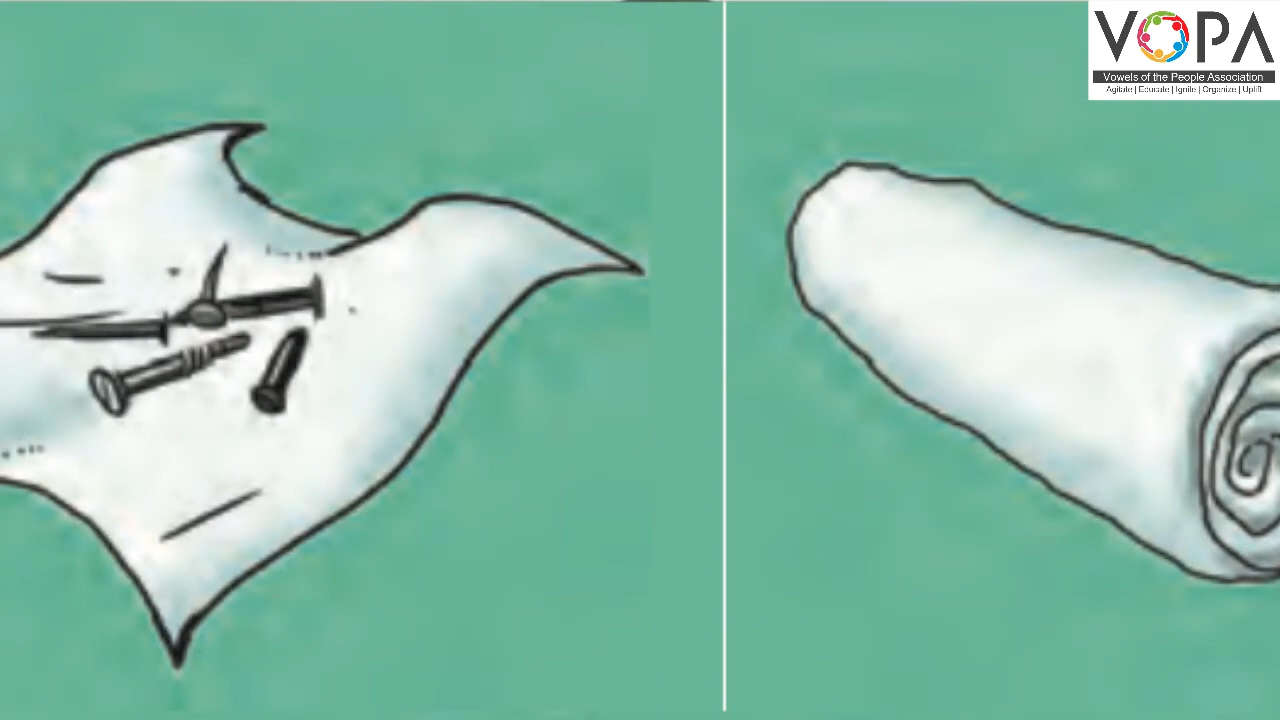 VOPA
Vowels of the People Association
Agitate | Educate | Ignite | Organize | Uplift